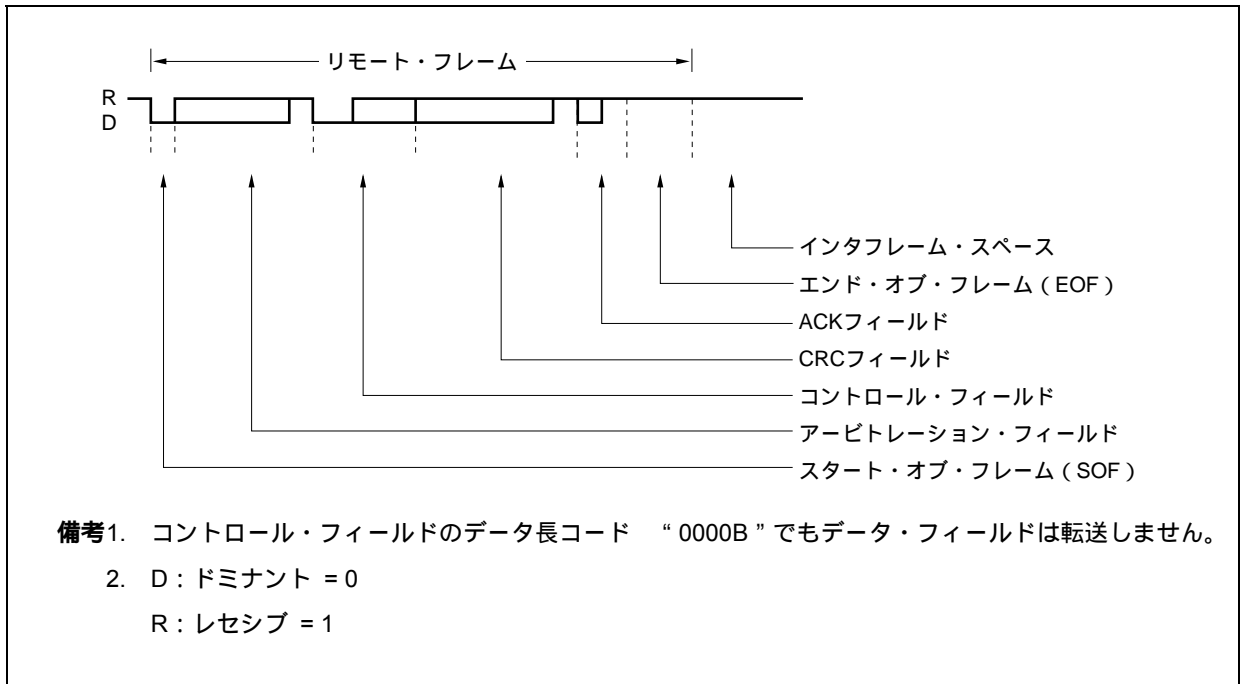 リモート・フレーム
R
D
インタフレーム・スペース
エンド・オブ・フレーム（EOF）
ACKフィールド
CRCフィールド
コントロール・フィールド
アービトレーション・フィールド
スタート・オブ・フレーム（SOF）
備考1. コントロール・フィールドのデータ長コード “0000B”でもデータ・フィールドは転送しません。
2. D：ドミナント = 0
R：レセシブ = 1